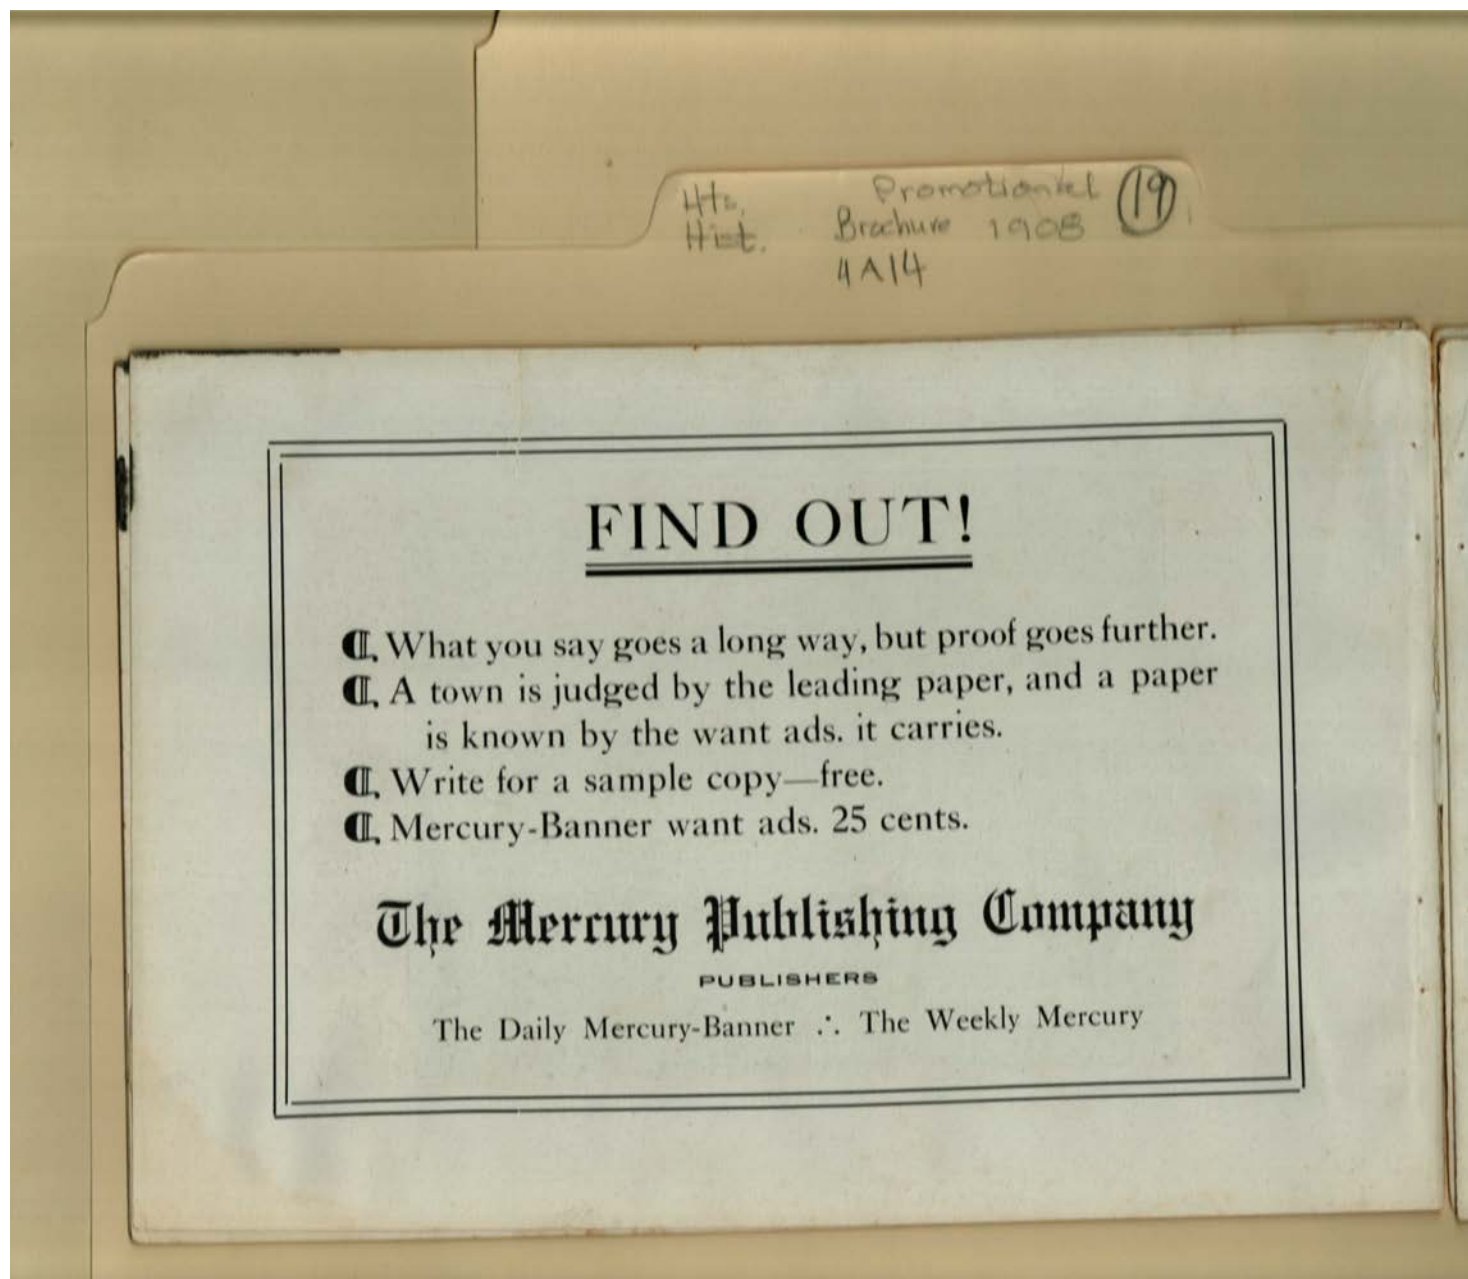 Hts. Promotional 19
Hist. Brochure 1908
4A14
FIND OUT!
¶ What you say goes a long way, but proof goes further.
¶ A town is judged by the leading paper, and a paper
is known by the want ads. it carries.
¶ Write for a sample copy—free.
¶ Mercury-Banner want ads. 25 cents.
The Mercury Publishing Company
PUBLISHERS
The Daily Mercury-Banner ∴ The Weekly Mercury